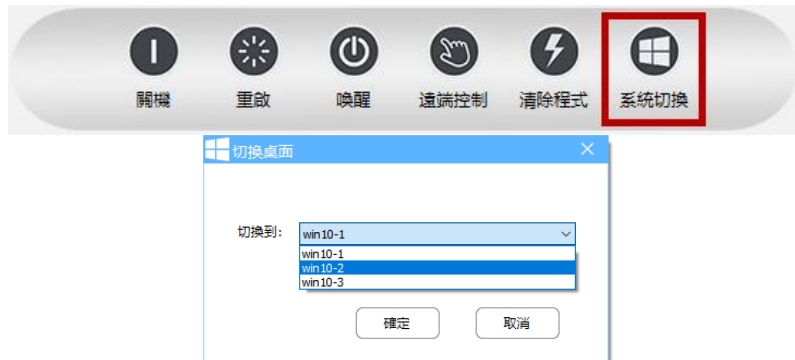 開機 重啟 喚醒 遠端控制 清除程式 系統切換
切換桌面
切換到: win10-1
win10-1
win10-2
win10-3
確定 取消